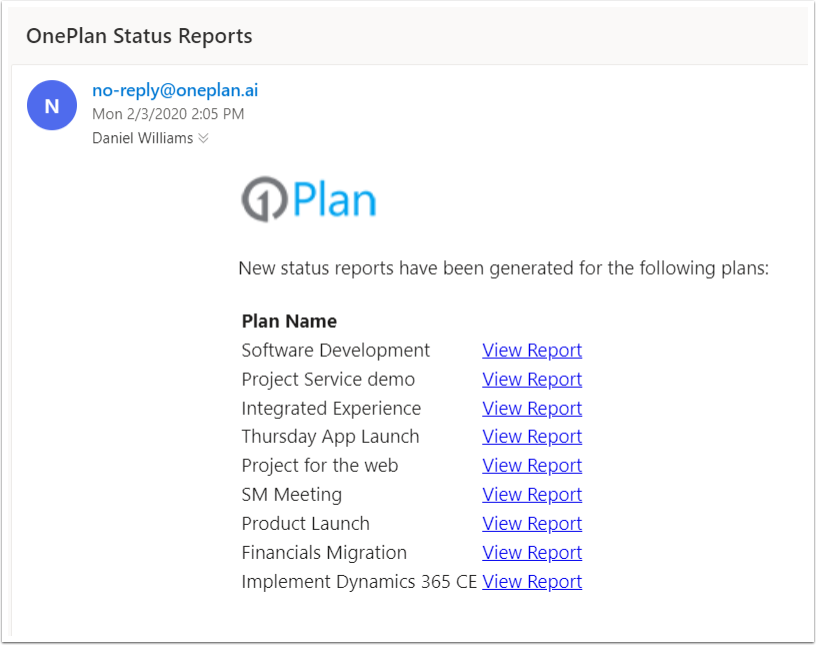 OnePlan Status Reports
N
no-reply@oneplan.ai
Mon 2/3/2020 2:05 PM
Daniel Williams
1Plan
New status reports have been generated for the following plans:
Plan Name
Software Development View Report
Project Service demo View Report
Integrated Experience View Report
Thursday App Launch View Report
Project for the web View Report
SM Meeting View Report
Product Launch View Report
Financials Migration View Report
Implement Dynamics 365 CE View Report